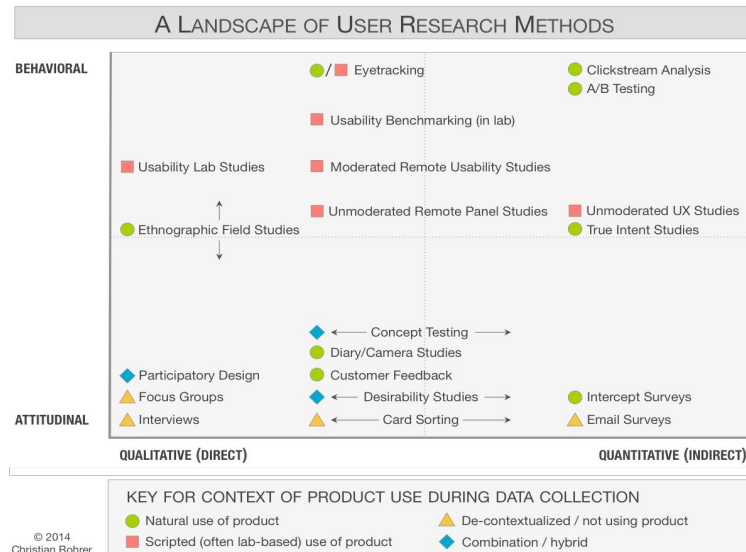 A LANDSCAPE OF USER RESEARCH METHODS
BEHAVIORAL
/ Eyetracking
Clickstream Analysis
A/B Testing
Usability Benchmarking (in lab)
Usability Lab Studies
Moderated Remote Usability Studies
Unmoderated Remote Panel Studies
Unmoderated UX Studies
Ethnographic Field Studies
True Intent Studies
Concept Testing
Diary/Camera Studies
Participatory Design
Customer Feedback
Focus Groups
Desirability Studies
Intercept Surveys
ATTITUDINAL
Interviews
Card Sorting
Email Surveys
QUALITATIVE (DIRECT)
QUANTITATIVE (INDIRECT)
KEY FOR CONTEXT OF PRODUCT USE DURING DATA COLLECTION
Natural use of product
De-contextualized / not using product
Scripted (often lab-based) use of product
Combination / hybrid
© 2014
Christian Rohrer